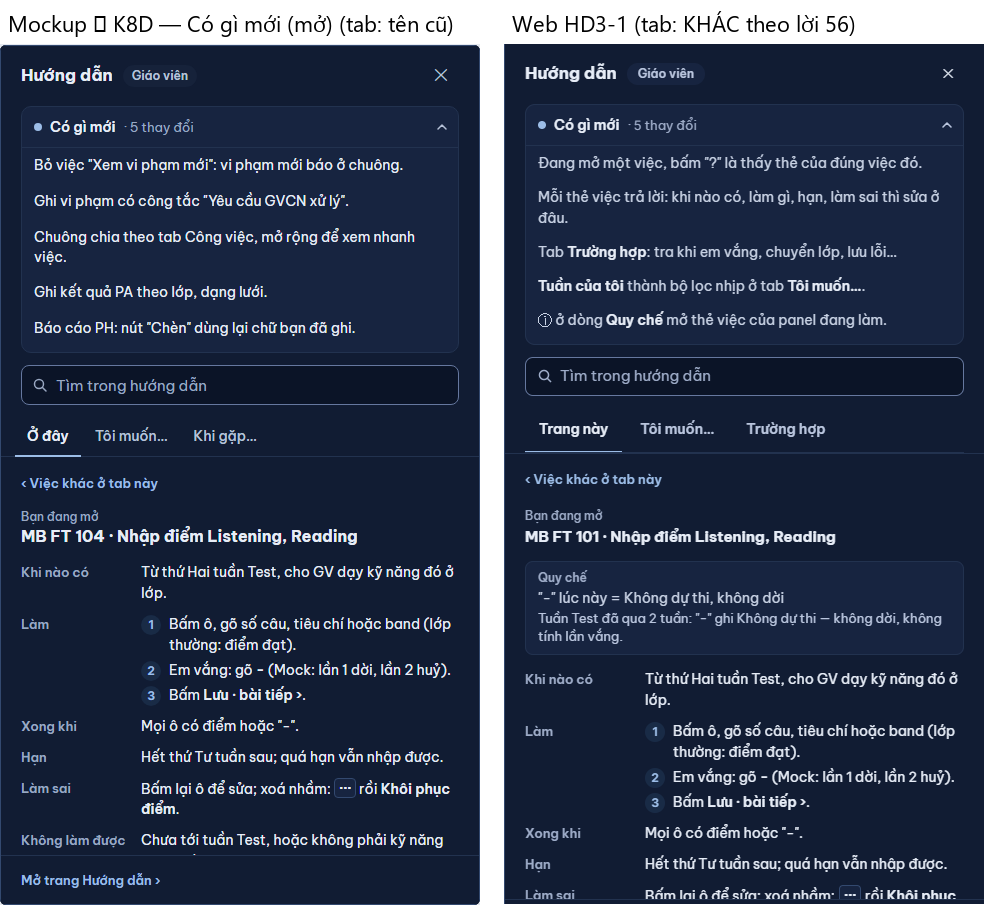 Mockup ▯ K8D — Có gì mới (mở) (tab: tên cũ)
Hướng dẫn Giáo viên
Có gì mới · 5 thay đổi
Bỏ việc "Xem vi phạm mới": vi phạm mới báo ở chuông.
Ghi vi phạm có công tắc "Yêu cầu GVCN xử lý".
Chuông chia theo tab Công việc, mở rộng để xem nhanh
việc.
Ghi kết quả PA theo lớp, dạng lưới.
Báo cáo PH: nút "Chèn" dùng lại chữ bạn đã ghi.
Tìm trong hướng dẫn
Ở đây Tôi muốn... Khi gặp...
‹ Việc khác ở tab này
Bạn đang mở
MB FT 104 · Nhập điểm Listening, Reading
Khi nào có Từ thứ Hai tuần Test, cho GV dạy kỹ năng đó ở
lớp.
Làm 1 Bấm ô, gõ số câu, tiêu chí hoặc band (lớp
thường: điểm đạt).
2 Em vắng: gõ - (Mock: lần 1 dời, lần 2 huỷ).
3 Bấm Lưu · bài tiếp ›.
Xong khi Mọi ô có điểm hoặc "-".
Hạn Hết thứ Tư tuần sau; quá hạn vẫn nhập được.
Làm sai Bấm lại ô để sửa; xoá nhầm: ··· rồi Khôi phục
điểm.
Không làm được Chưa tới tuần Test, hoặc không phải kỹ năng
Mở trang Hướng dẫn ›
Web HD3-1 (tab: KHÁC theo lời 56)
Hướng dẫn Giáo viên
Có gì mới · 5 thay đổi
Đang mở một việc, bấm "?" là thấy thẻ của đúng việc đó.
Mỗi thẻ việc trả lời: khi nào có, làm gì, hạn, làm sai thì sửa ở
đâu.
Tab Trường hợp: tra khi em vắng, chuyển lớp, lưu lỗi...
Tuần của tôi thành bộ lọc nhịp ở tab Tôi muốn....
ⓘ ở dòng Quy chế mở thẻ việc của panel đang làm.
Tìm trong hướng dẫn
Trang này Tôi muốn... Trường hợp
‹ Việc khác ở tab này
Bạn đang mở
MB FT 101 · Nhập điểm Listening, Reading
Quy chế
"-" lúc này = Không dự thi, không dời
Tuần Test đã qua 2 tuần: "-" ghi Không dự thi — không dời, không
tính lần vắng.
Khi nào có Từ thứ Hai tuần Test, cho GV dạy kỹ năng đó ở
lớp.
Làm 1 Bấm ô, gõ số câu, tiêu chí hoặc band (lớp
thường: điểm đạt).
2 Em vắng: gõ - (Mock: lần 1 dời, lần 2 huỷ).
3 Bấm Lưu · bài tiếp ›.
Xong khi Mọi ô có điểm hoặc "-".
Hạn Hết thứ Tư tuần sau; quá hạn vẫn nhập được.
Làm sai Bấm lại ô để sửa; xoá nhầm: ··· rồi Khôi phục